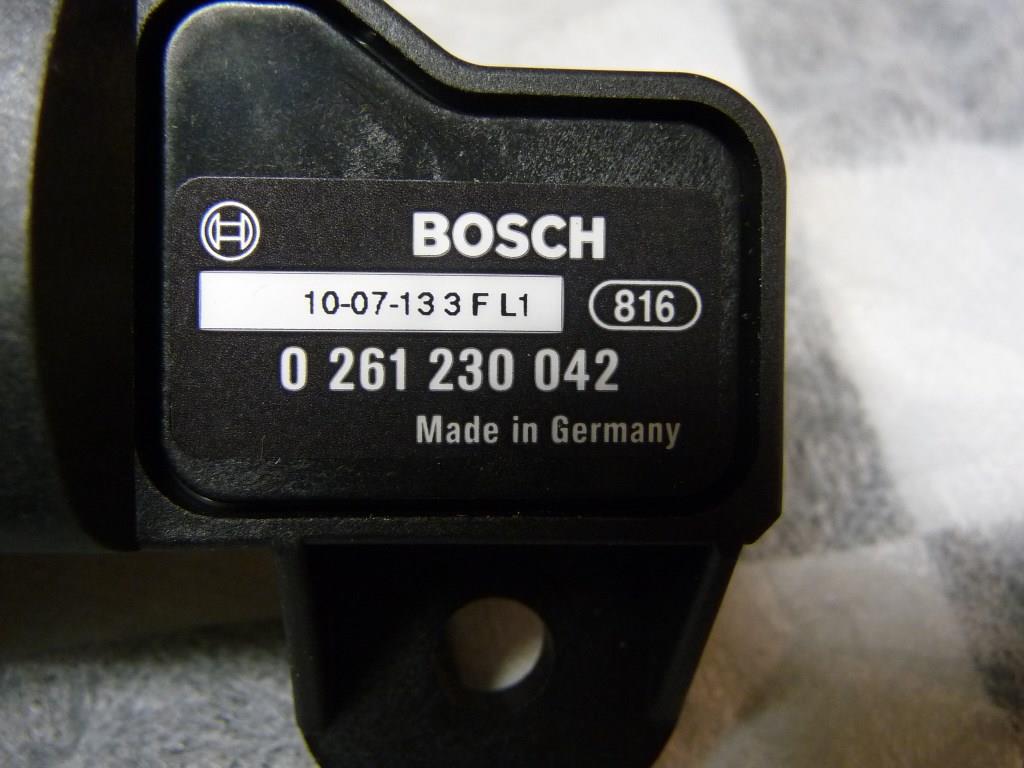 BOSCH
10-07-13 3 F L1
816
0 261 230 042
Made in Germany